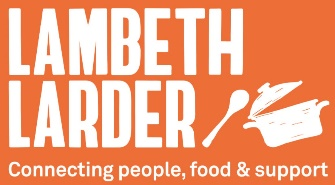 LAMBETH
LARDER
Connecting people, food & support